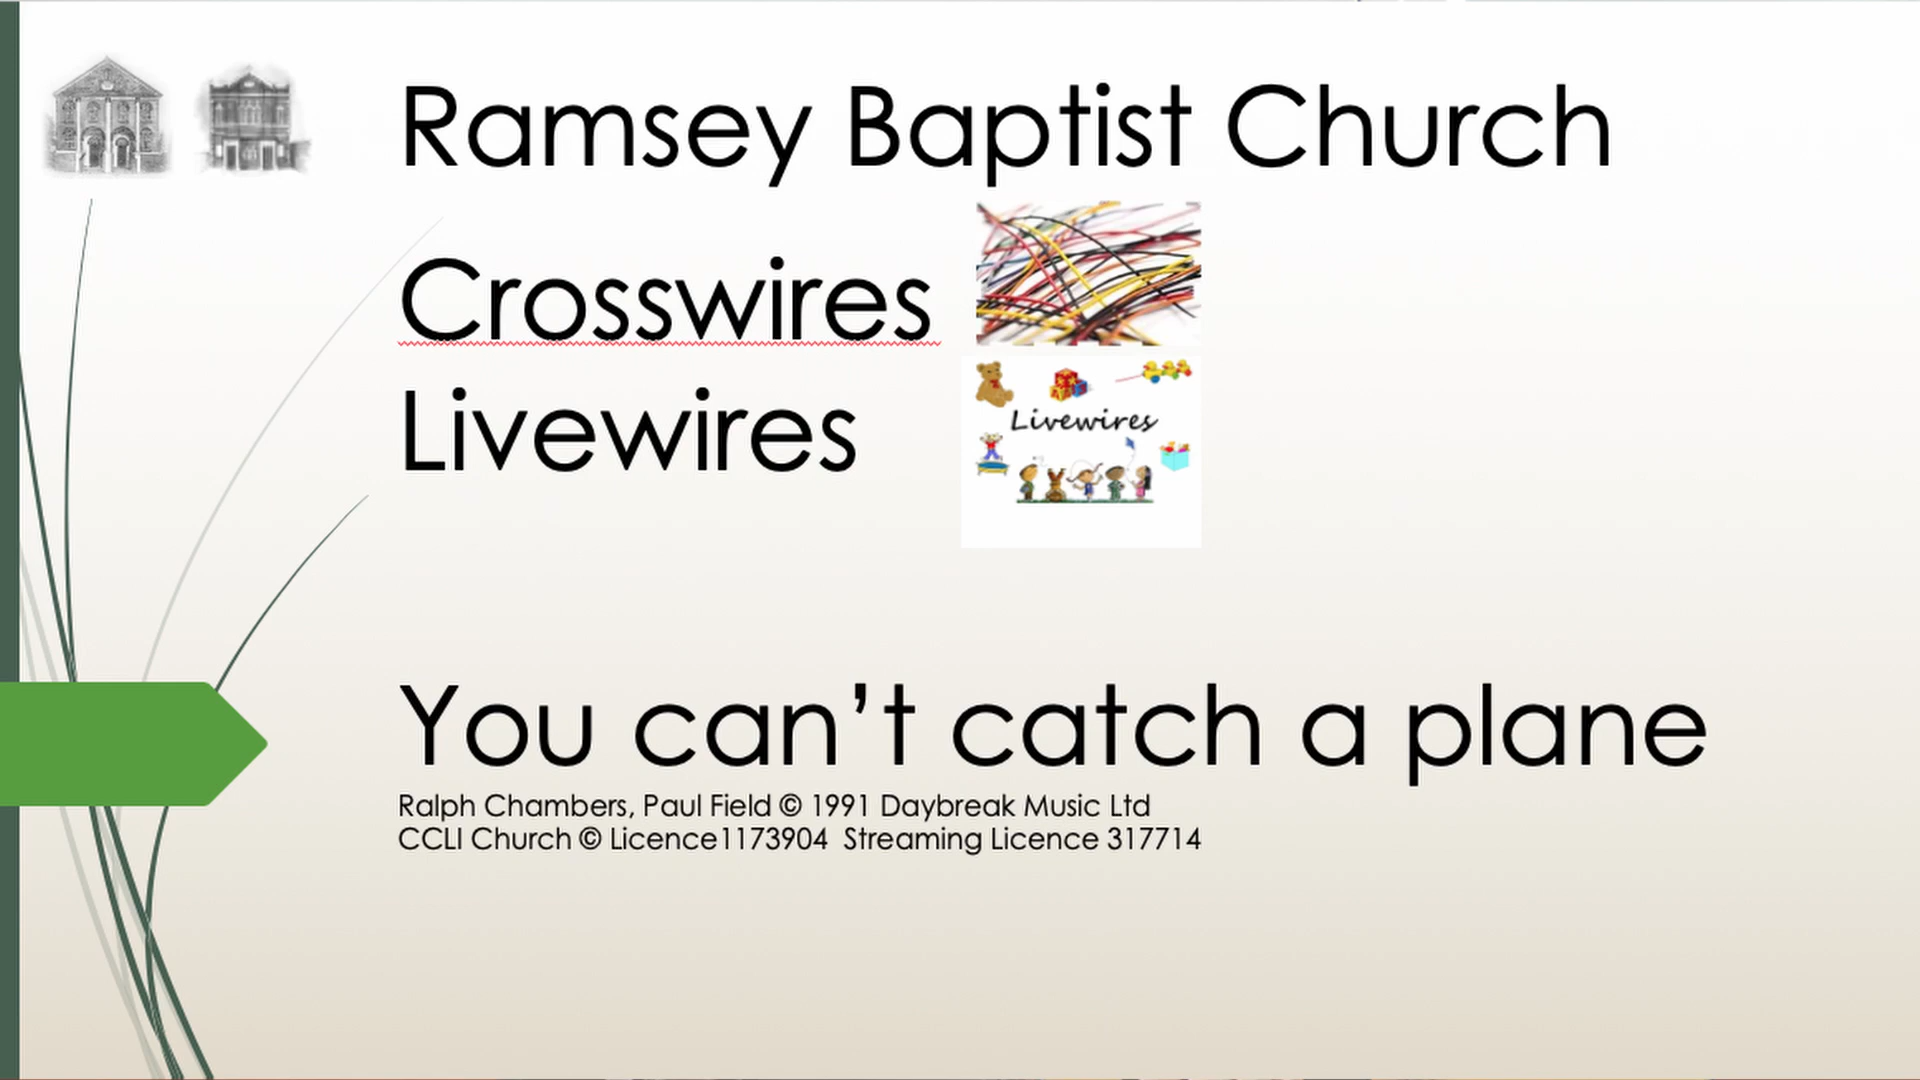 Ramsey Baptist Church
Crosswires
Livewires
Livewires
You can’t catch a plane
Ralph Chambers, Paul Field © 1991 Daybreak Music Ltd
CCLI Church © Licence1173904  Streaming Licence 317714